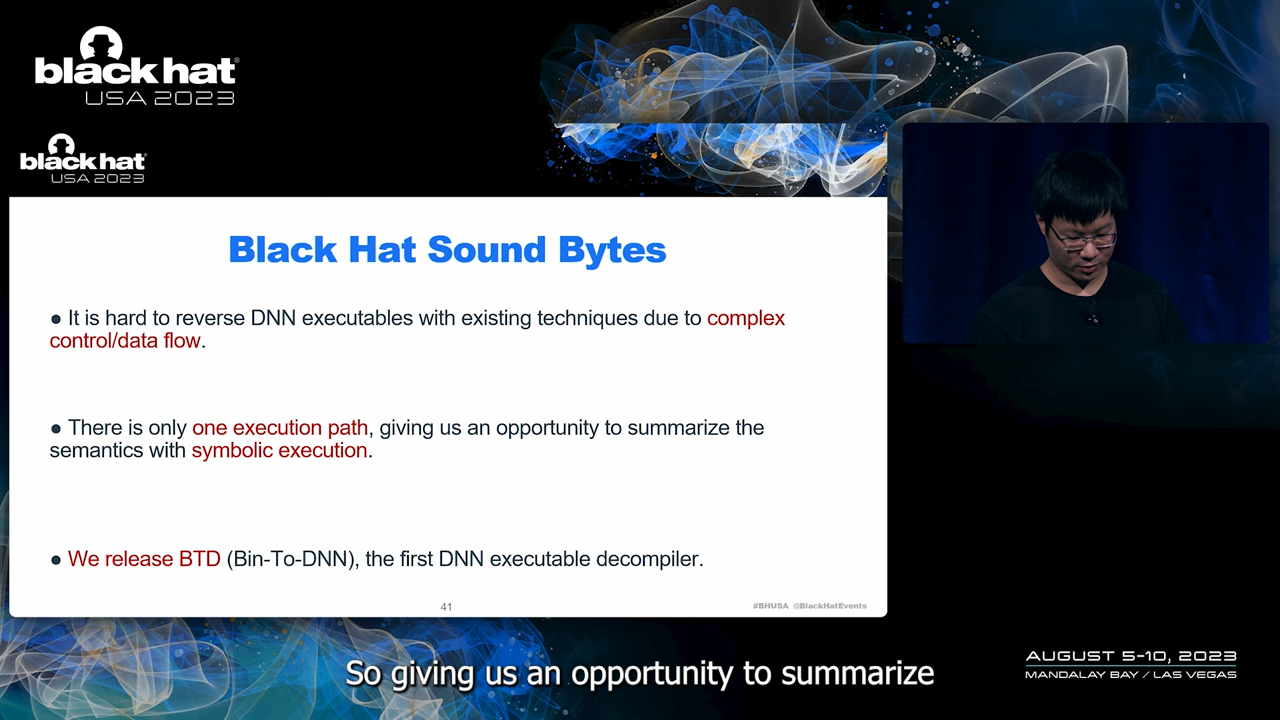 black hat®
USA 2023
black hat®
USA 2023
Black Hat Sound Bytes
● It is hard to reverse DNN executables with existing techniques due to complex
control/data flow.
● There is only one execution path, giving us an opportunity to summarize the
semantics with symbolic execution.
● We release BTD (Bin-To-DNN), the first DNN executable decompiler.
41
#BHUSA @BlackHatEvents
So giving us an opportunity to summarize
AUGUST 5-10, 2023
MANDALAY BAY / LAS VEGAS